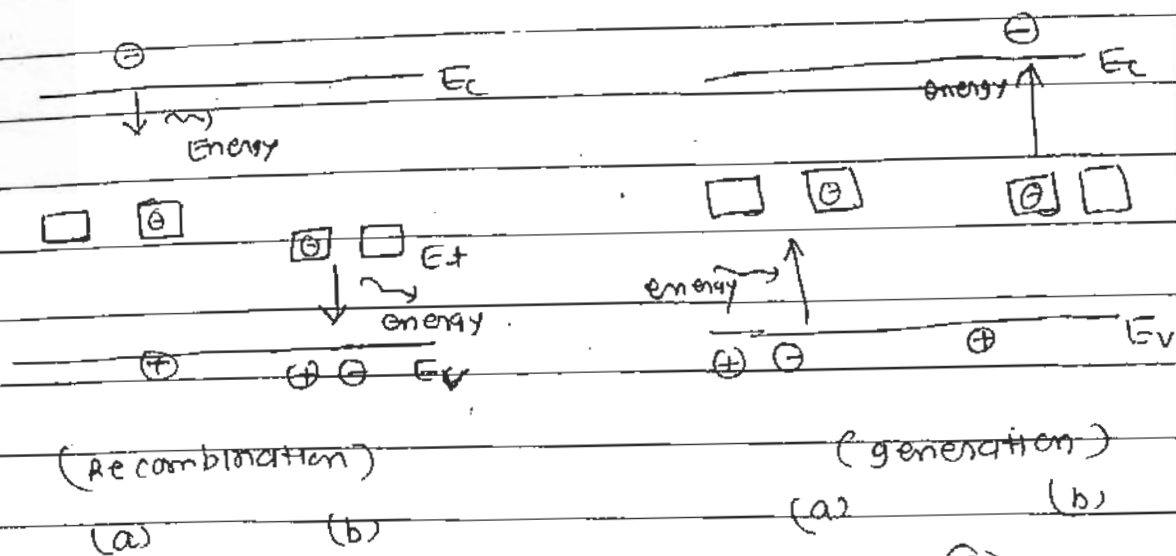 ⊖ ⊖
Ec Ec
energy
Energy
⊖ ⊖ ⊖
⊖ Et
energy
energy
Ev
⊕ ⊕ ⊖ Ev ⊕ ⊖ ⊕
(Recombination) (generation)
(a) (b) (a) (b)